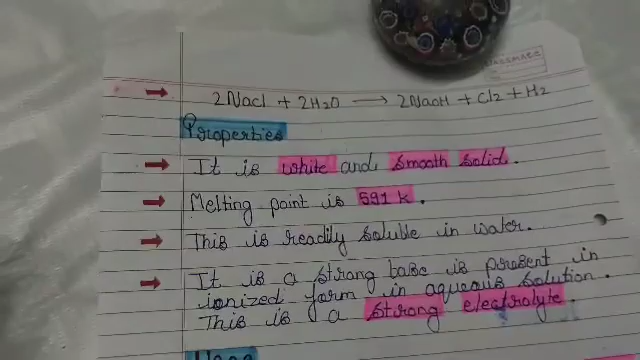 2NaCl + 2H2O → 2NaOH + Cl2 + H2
Properties
→ It is white and smooth solid.
→ Melting point is 591 K.
→ This is readily soluble in water.
→ It is a strong base is present in
ionized form in aqueous solution.
This is a strong electrolyte.